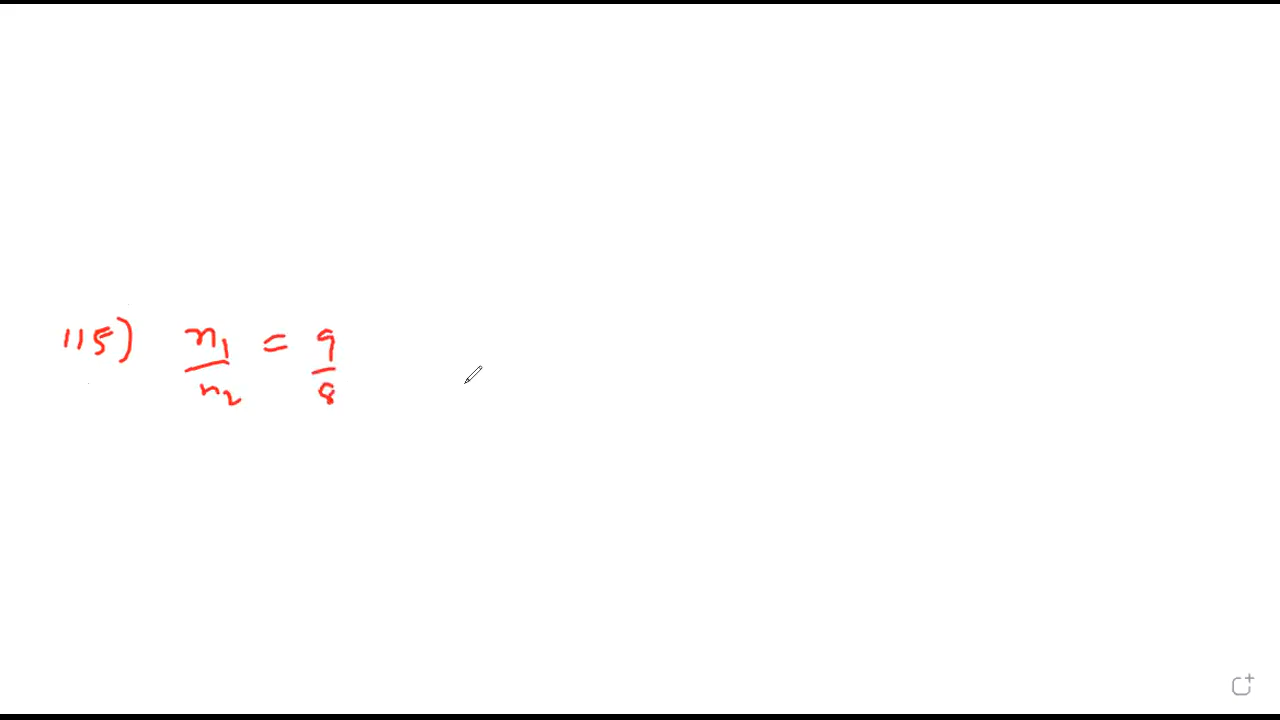 115) n1/n2 = 9/8